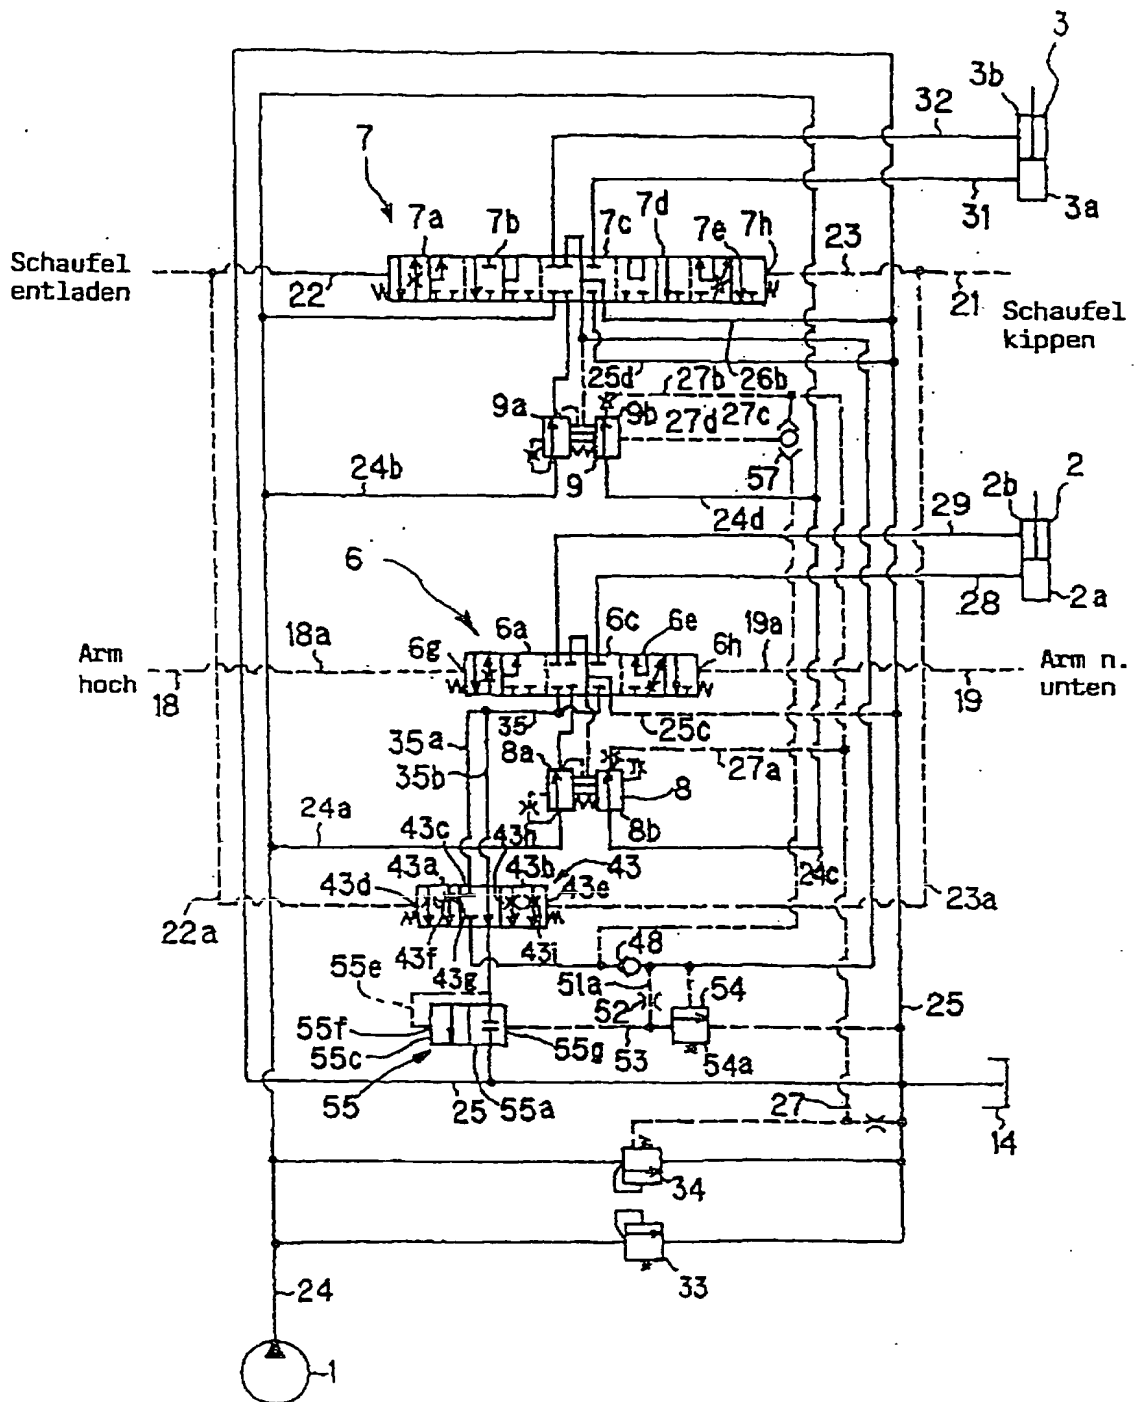 3
3b
32
7
7a
7b
7c
7d
7e
7h
31
3a
23
Schaufel
entladen
22
21
Schaufel
kippen
25d
27b
26b
9a
9b
27d
27c
9
57
24b
24d
2b
2
29
6
28
2a
6a
6c
6e
19a
18a
6g
6h
Arm
hoch
Arm n.
unten
18
19
35
25c
35a
8a
27a
35b
8
24a
43c
43h
8b
43a
43b
43
24c
43d
43e
22a
23a
43f
43i
48
43g
55e
51a
54
52
25
55f
55g
53
55c
54a
55
25
55a
27
14
34
33
24
1